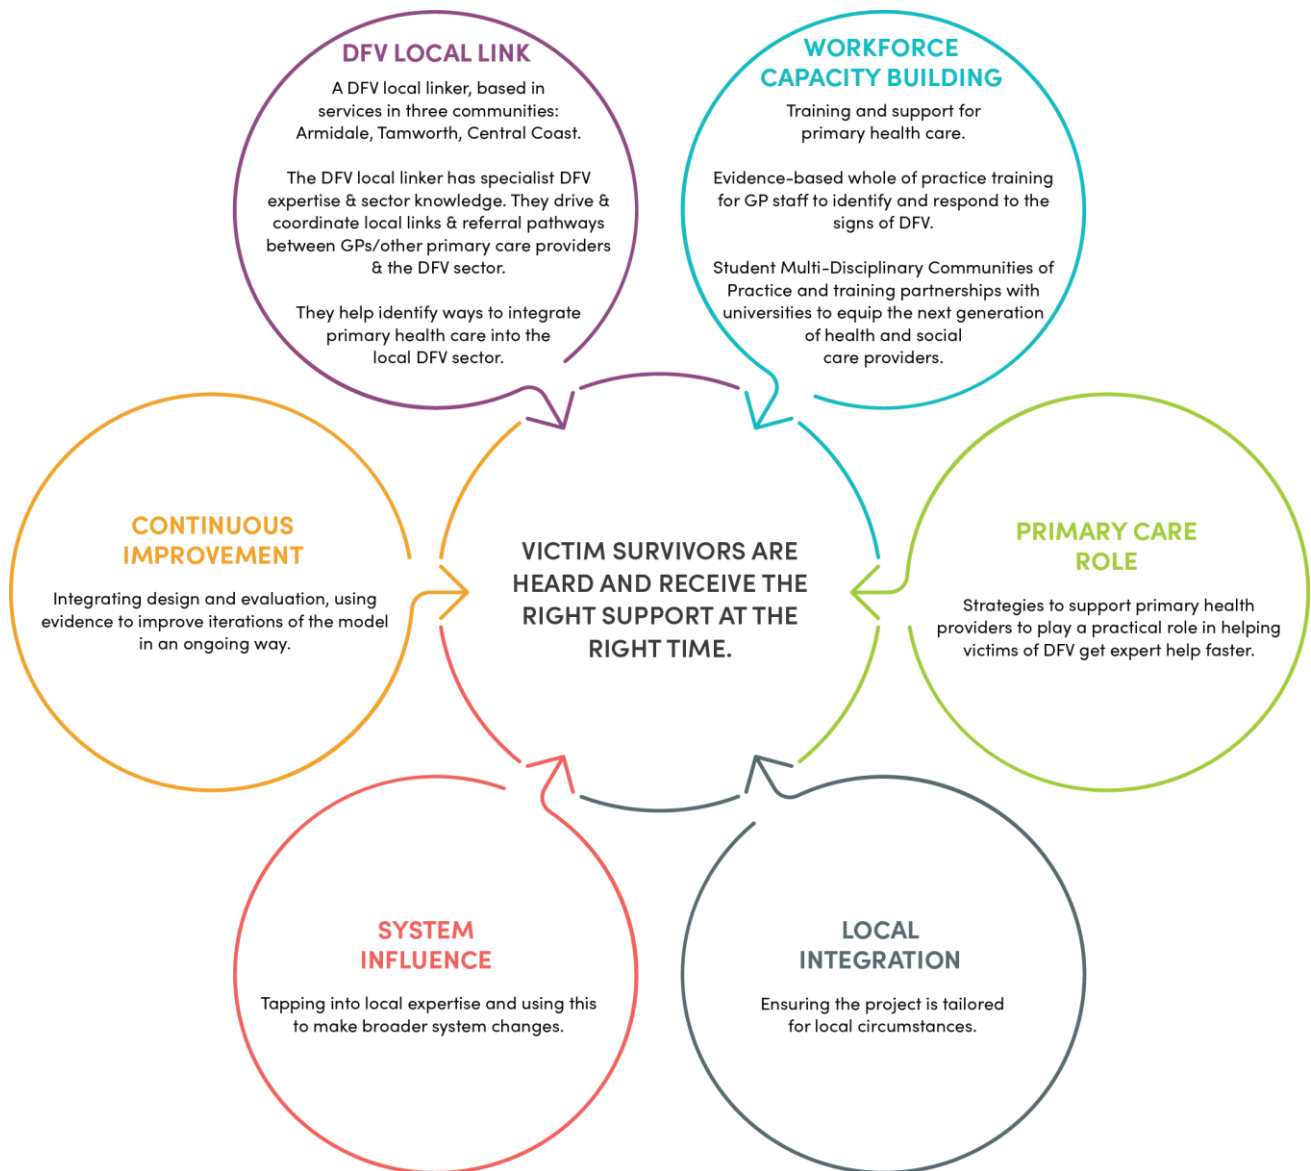 DFV LOCAL LINK
A DFV local linker, based in
services in three communities:
Armidale, Tamworth, Central Coast.
The DFV local linker has specialist DFV
expertise & sector knowledge. They drive &
coordinate local links & referral pathways
between GPs/other primary care providers
& the DFV sector.
They help identify ways to integrate
primary health care into the
local DFV sector.
WORKFORCE
CAPACITY BUILDING
Training and support for
primary health care.
Evidence-based whole of practice training
for GP staff to identify and respond to the
signs of DFV.
Student Multi-Disciplinary Communities of
Practice and training partnerships with
universities to equip the next generation
of health and social
care providers.
CONTINUOUS
IMPROVEMENT
Integrating design and evaluation, using
evidence to improve iterations of the model
in an ongoing way.
VICTIM SURVIVORS ARE
HEARD AND RECEIVE THE
RIGHT SUPPORT AT THE
RIGHT TIME.
PRIMARY CARE
ROLE
Strategies to support primary health
providers to play a practical role in helping
victims of DFV get expert help faster.
SYSTEM
INFLUENCE
Tapping into local expertise and using this
to make broader system changes.
LOCAL
INTEGRATION
Ensuring the project is tailored
for local circumstances.